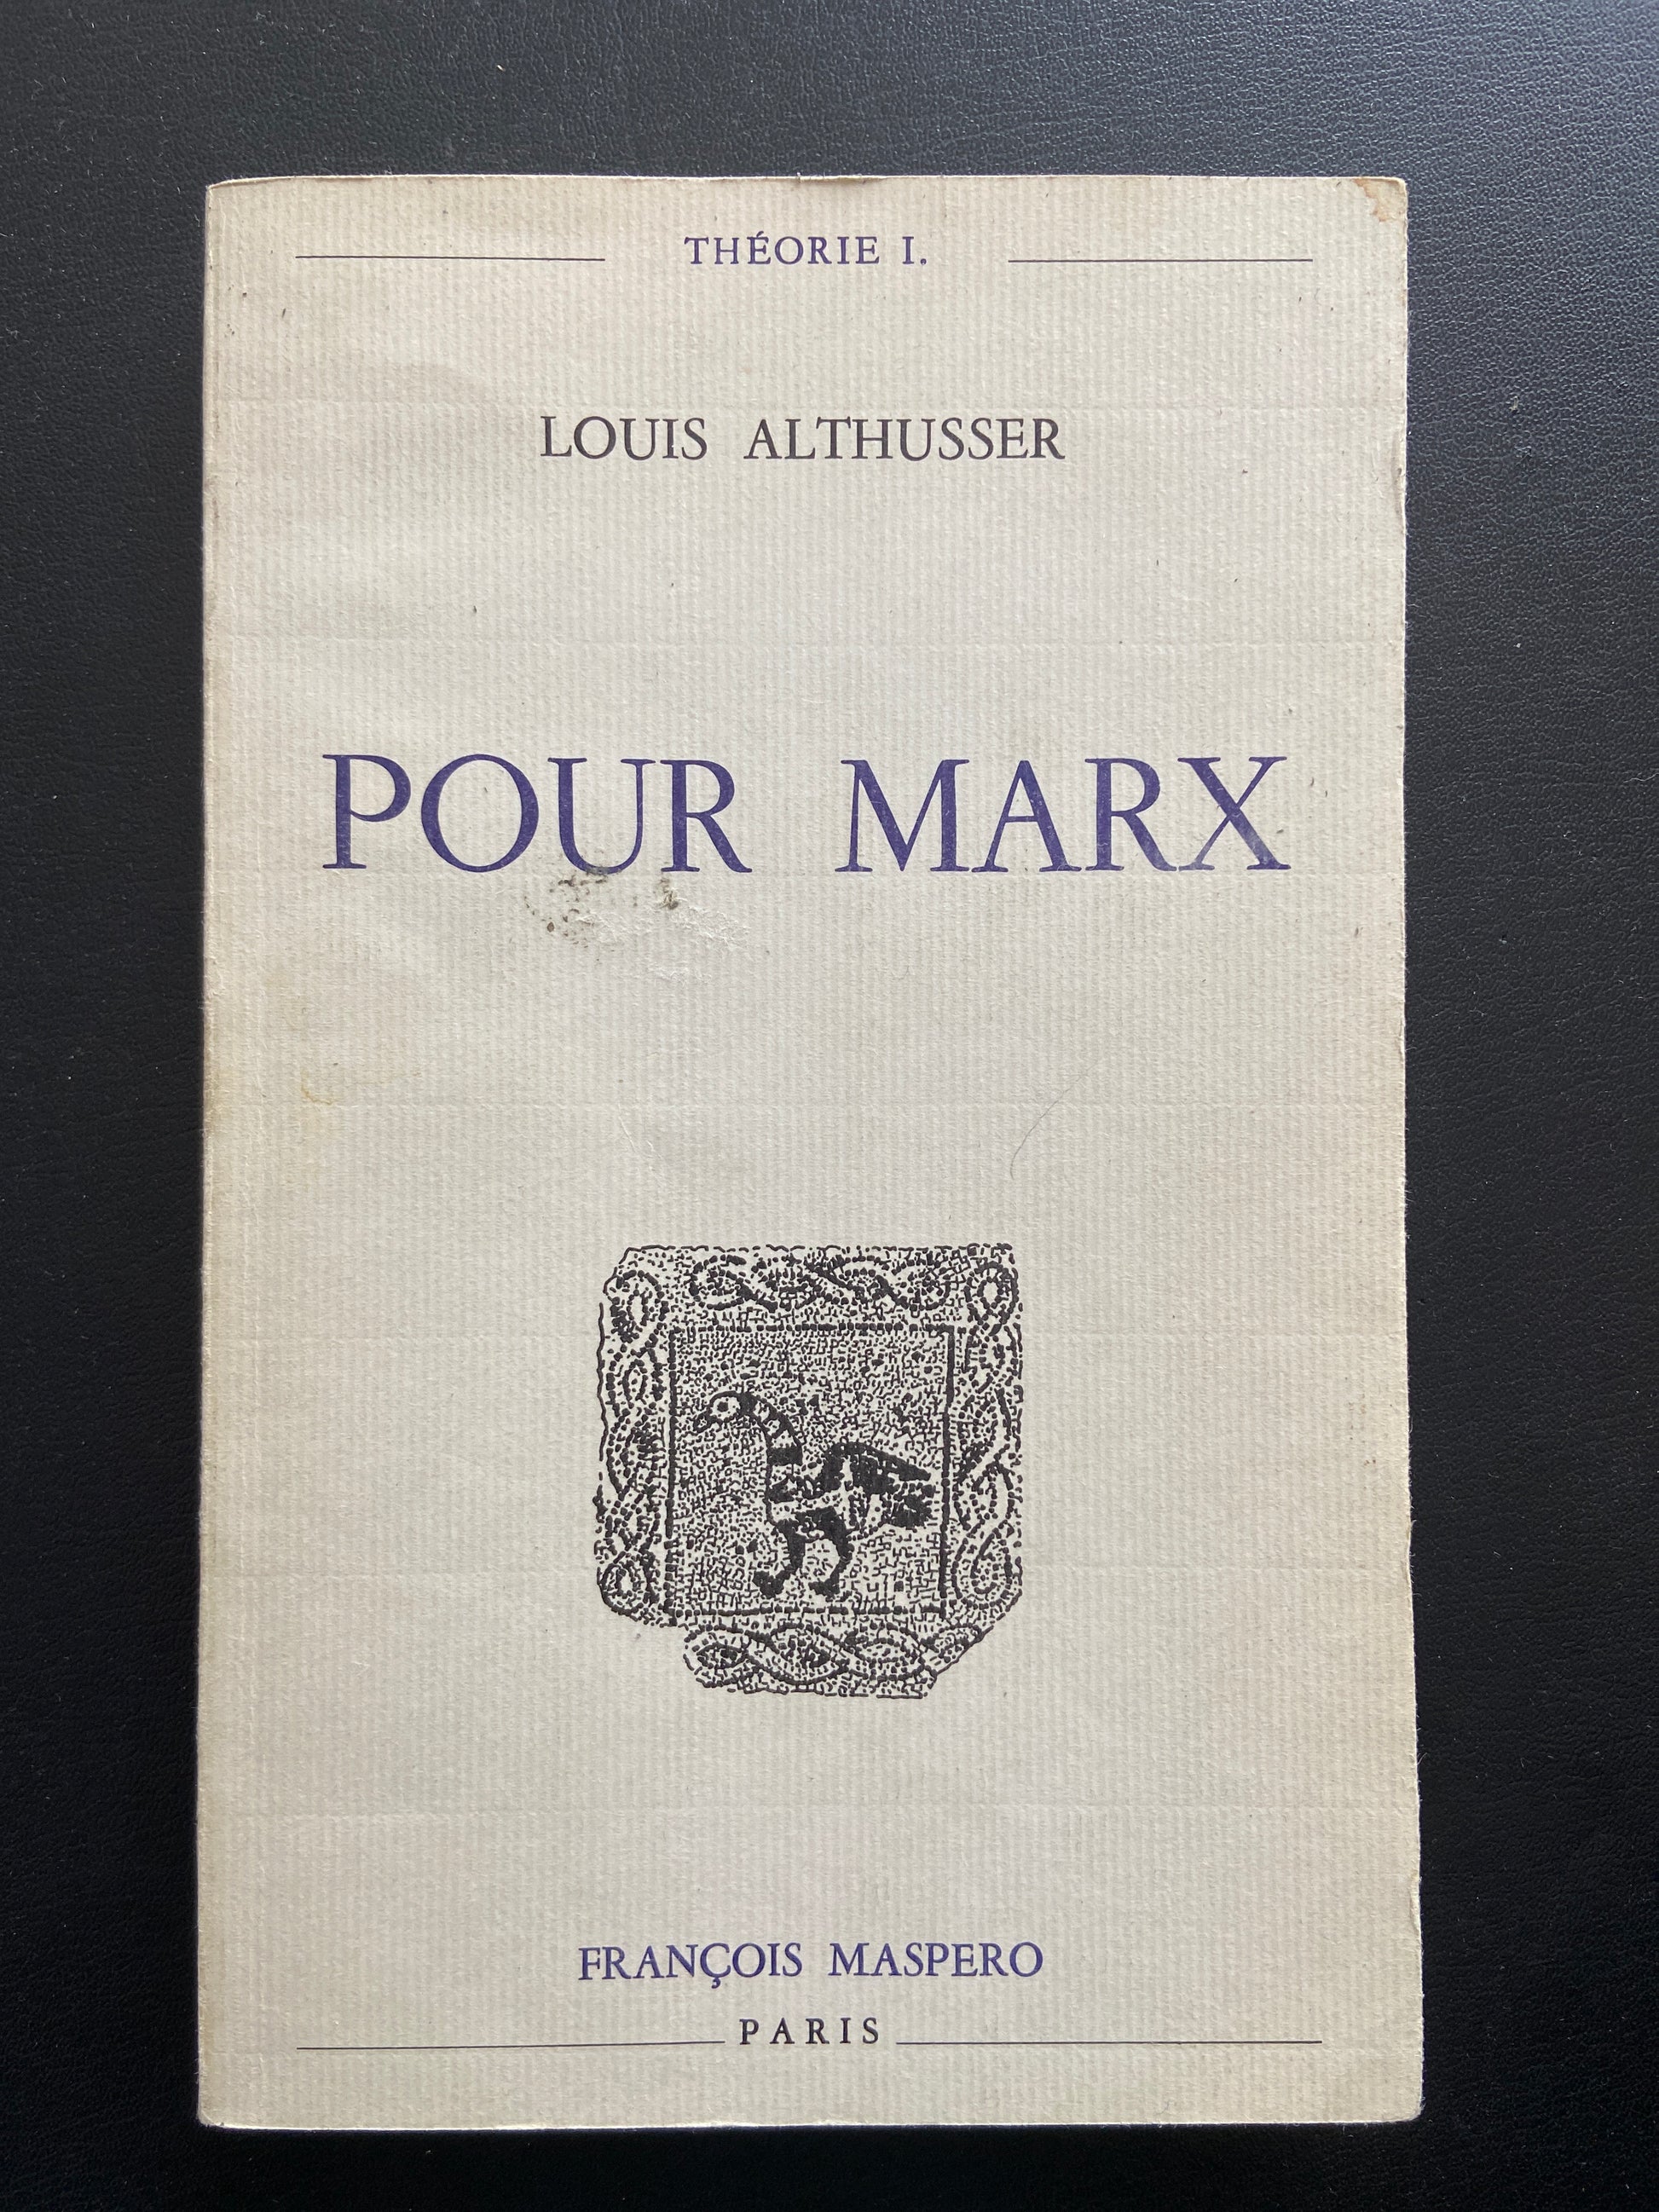 THÉORIE I.
LOUIS ALTHUSSER
POUR MARX
FRANÇOIS MASPERO
PARIS